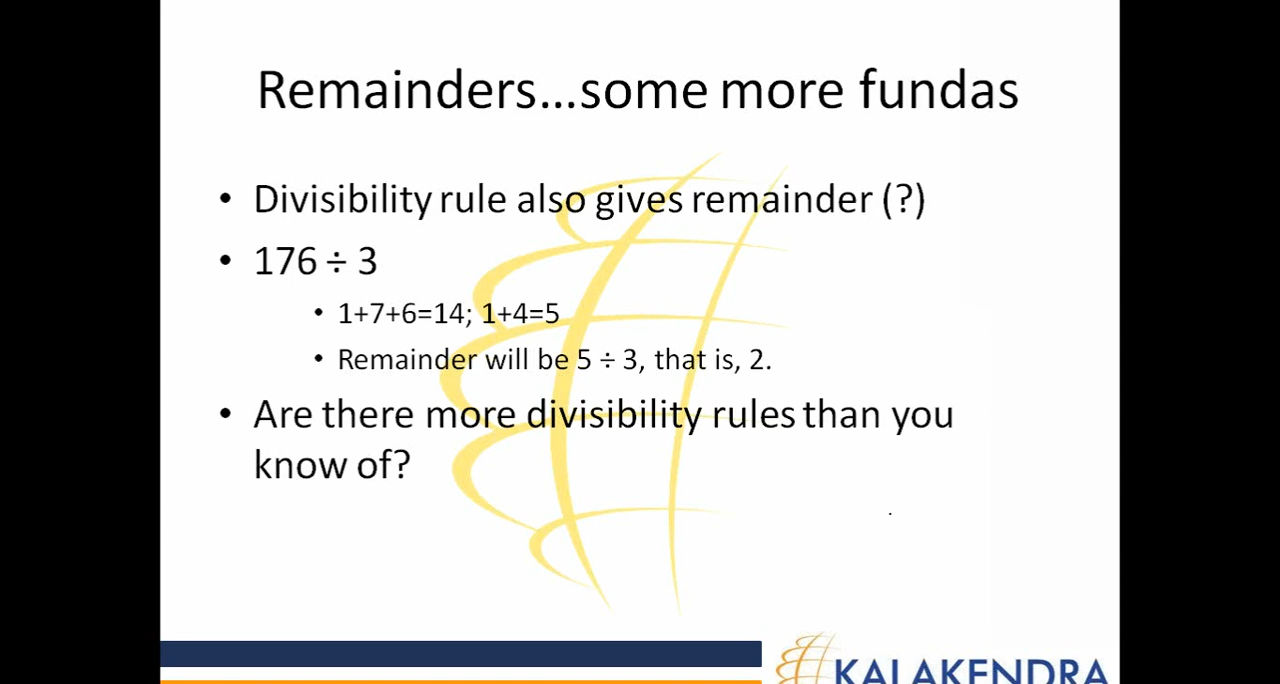 Remainders...some more fundas
• Divisibility rule also gives remainder (?)
• 176 ÷ 3
• 1+7+6=14; 1+4=5
• Remainder will be 5 ÷ 3, that is, 2.
• Are there more divisibility rules than you
know of?
KALAKENDRA